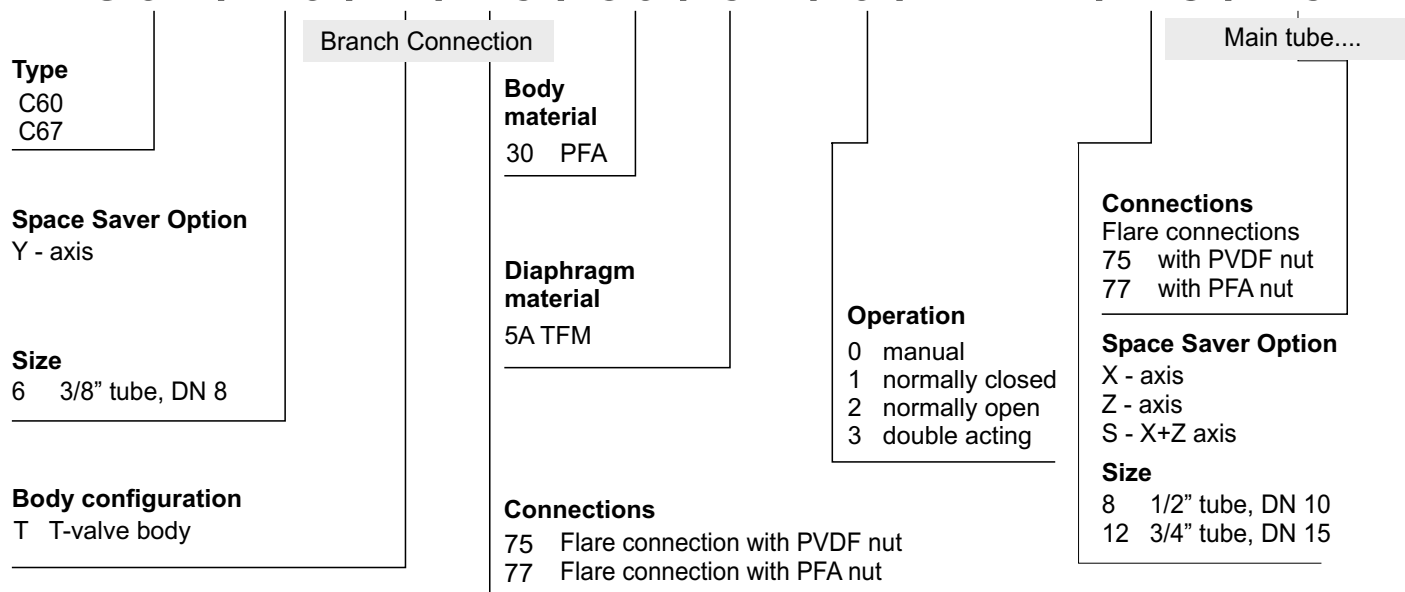 Branch Connection
Main tube....
Type
C60
C67
Space Saver Option
Y - axis
Size
6 3/8” tube, DN 8
Body configuration
T T-valve body
Body
material
30 PFA
Diaphragm
material
5A TFM
Connections
75 Flare connection with PVDF nut
77 Flare connection with PFA nut
Operation
0 manual
1 normally closed
2 normally open
3 double acting
Connections
Flare connections
75 with PVDF nut
77 with PFA nut
Space Saver Option
X - axis
Z - axis
S - X+Z axis
Size
8 1/2” tube, DN 10
12 3/4” tube, DN 15